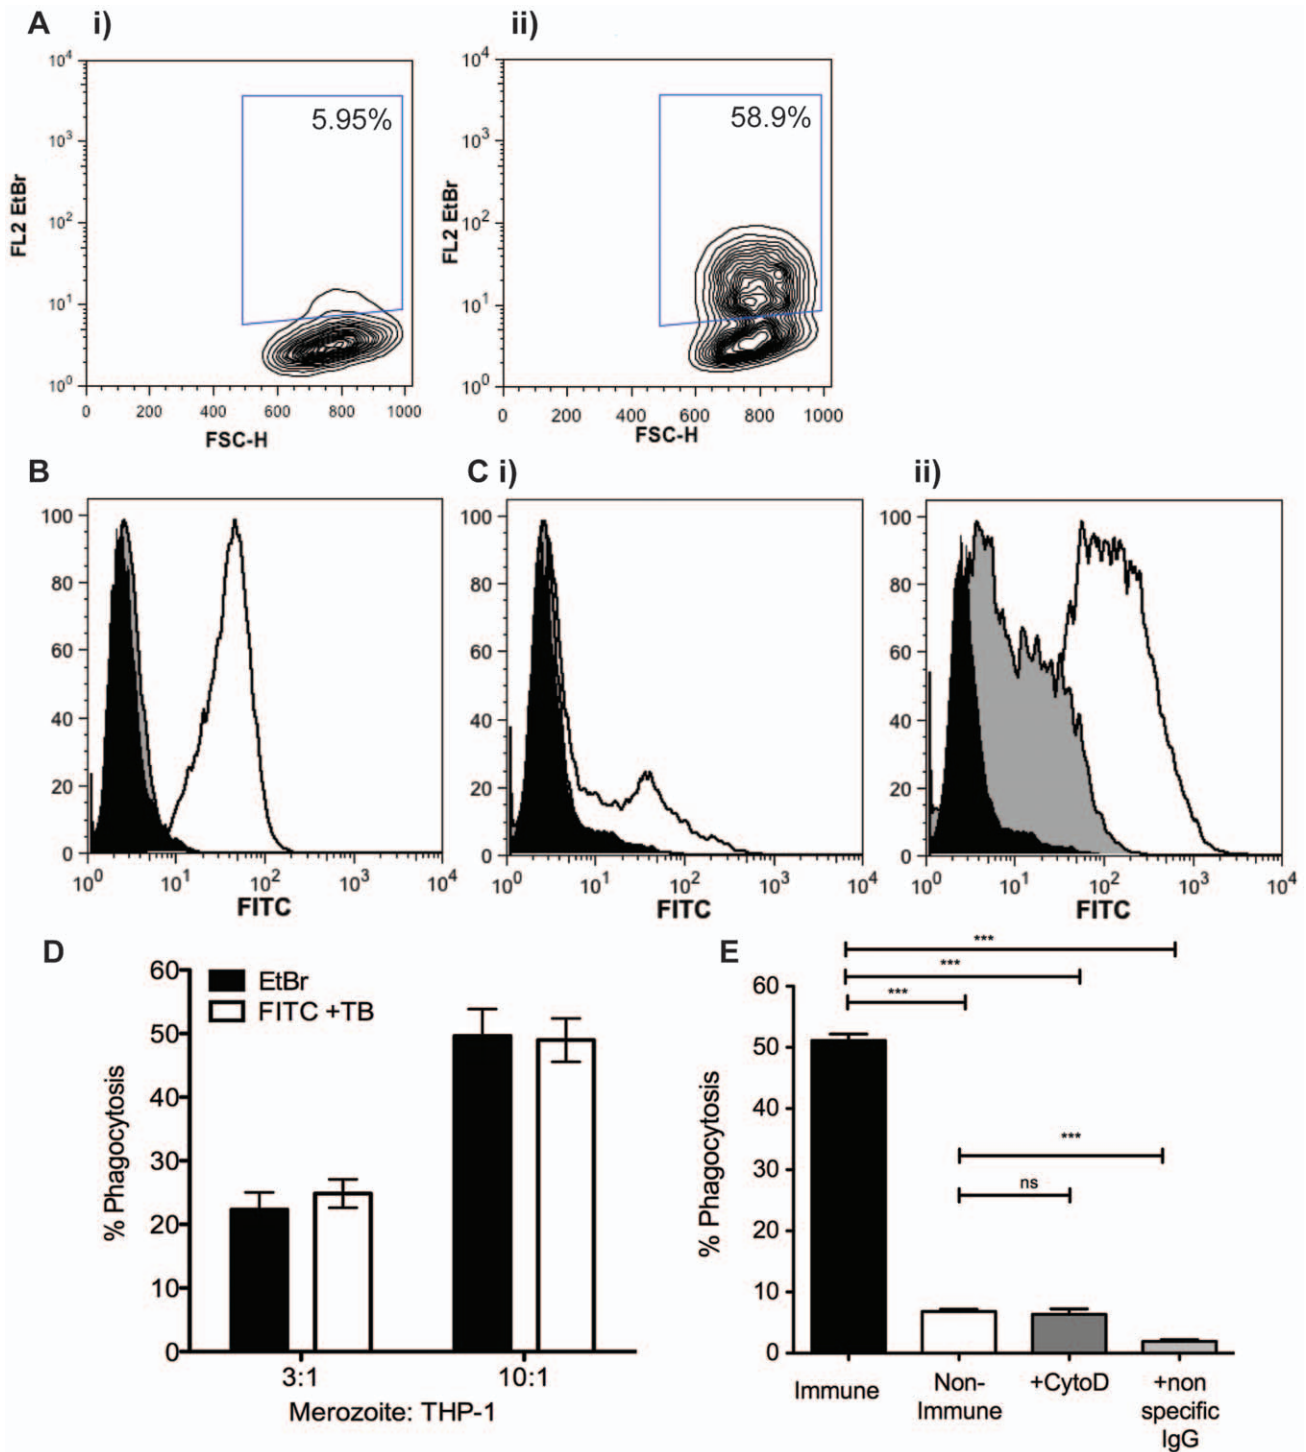 A i)
ii)
10^4
10^3
10^2
10^1
10^0
FL2 EtBr
5.95%
0 200 400 600 800 1000
FSC-H
10^4
10^3
10^2
10^1
10^0
FL2 EtBr
58.9%
0 200 400 600 800 1000
FSC-H
B
100
80
60
40
20
0
10^0 10^1 10^2 10^3 10^4
FITC
C i)
100
80
60
40
20
0
10^0 10^1 10^2 10^3 10^4
FITC
ii)
100
80
60
40
20
0
10^0 10^1 10^2 10^3 10^4
FITC
D
60
50
40
30
20
10
0
% Phagocytosis
EtBr
FITC +TB
3:1 10:1
Merozoite: THP-1
E
***
***
***
***
ns
60
50
40
30
20
10
0
% Phagocytosis
Immune
Non-
Immune
+CytoD
+non
specific
IgG